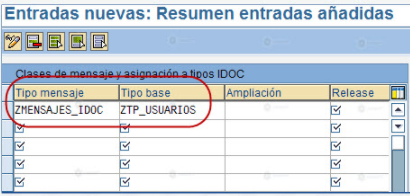 Entradas nuevas: Resumen entradas añadidas
Clases de mensaje y asignación a tipos IDOC
Tipo mensaje Tipo base Ampliación Release
ZMENSAJES_IDOC ZTP_USUARIOS